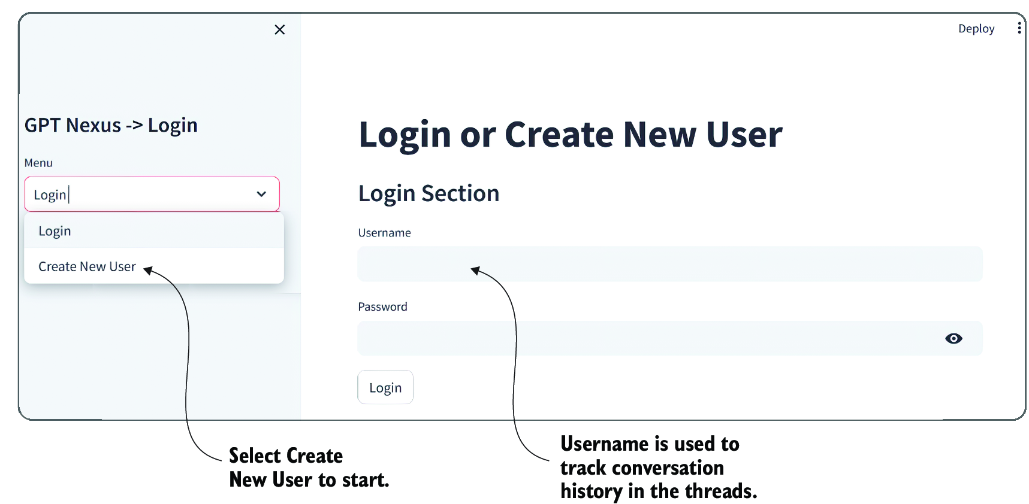 Deploy
GPT Nexus -> Login
Menu
Login
Login
Create New User
Login or Create New User
Login Section
Username
Password
Login
Select Create
New User to start.
Username is used to
track conversation
history in the threads.